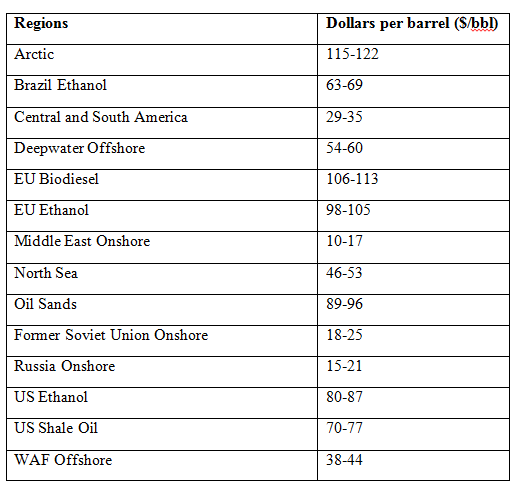 Regions Dollars per barrel ($/bbl)
Arctic 115-122
Brazil Ethanol 63-69
Central and South America 29-35
Deepwater Offshore 54-60
EU Biodiesel 106-113
EU Ethanol 98-105
Middle East Onshore 10-17
North Sea 46-53
Oil Sands 89-96
Former Soviet Union Onshore 18-25
Russia Onshore 15-21
US Ethanol 80-87
US Shale Oil 70-77
WAF Offshore 38-44